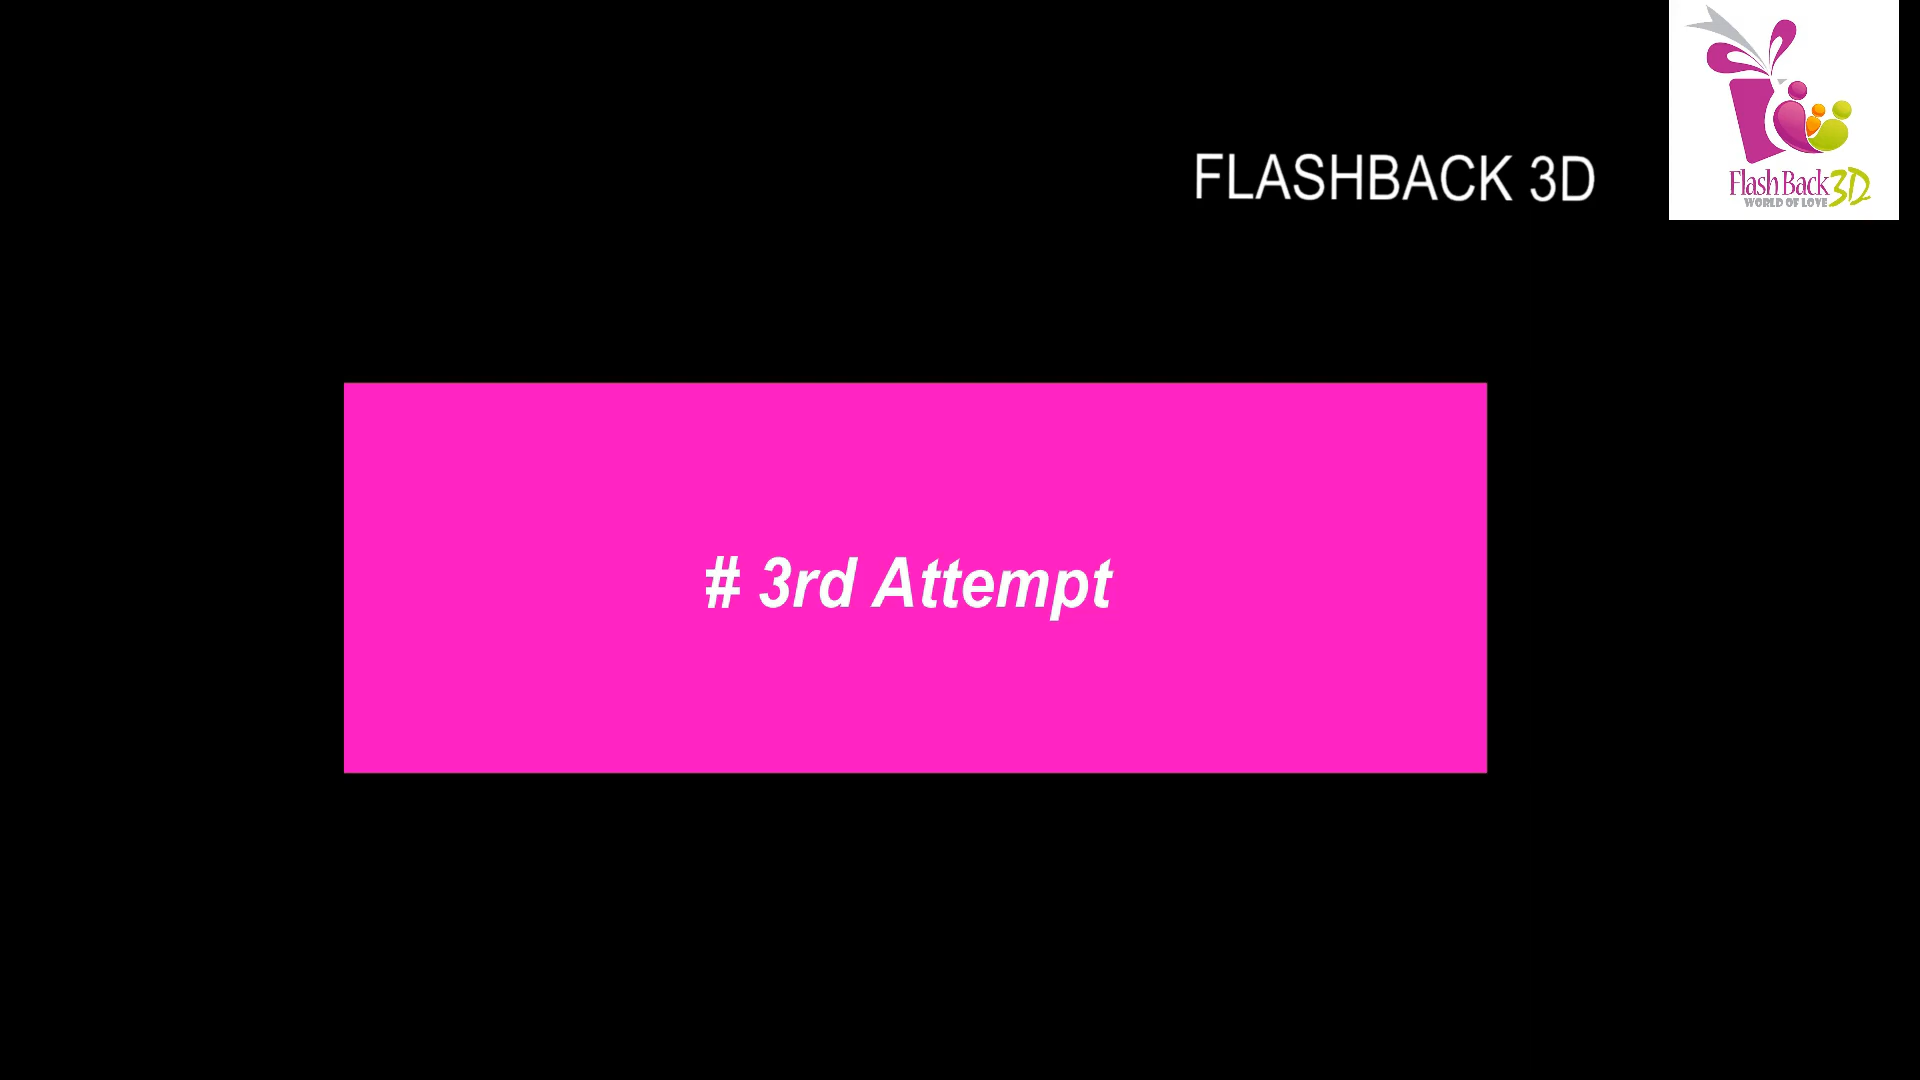 FLASHBACK 3D
Flash Back 3D
WORLD OF LOVE
# 3rd Attempt